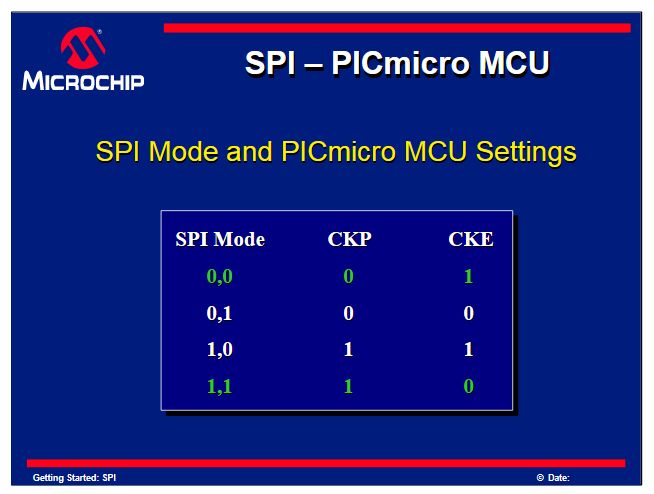 MICROCHIP
SPI – PICmicro MCU
SPI Mode and PICmicro MCU Settings
SPI Mode CKP CKE
0,0 0 1
0,1 0 0
1,0 1 1
1,1 1 0
Getting Started: SPI © Date: